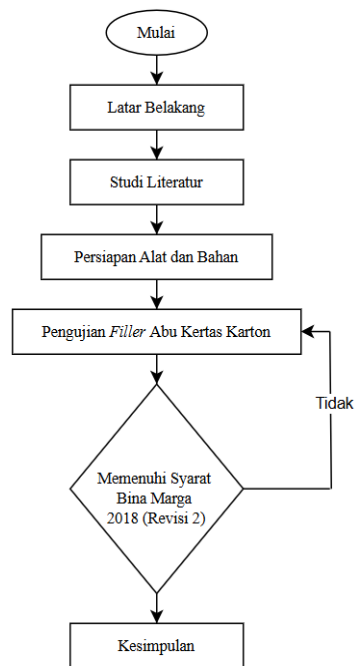 Mulai
Latar Belakang
Studi Literatur
Persiapan Alat dan Bahan
Pengujian Filler Abu Kertas Karton
Tidak
Memenuhi Syarat
Bina Marga
2018 (Revisi 2)
Kesimpulan